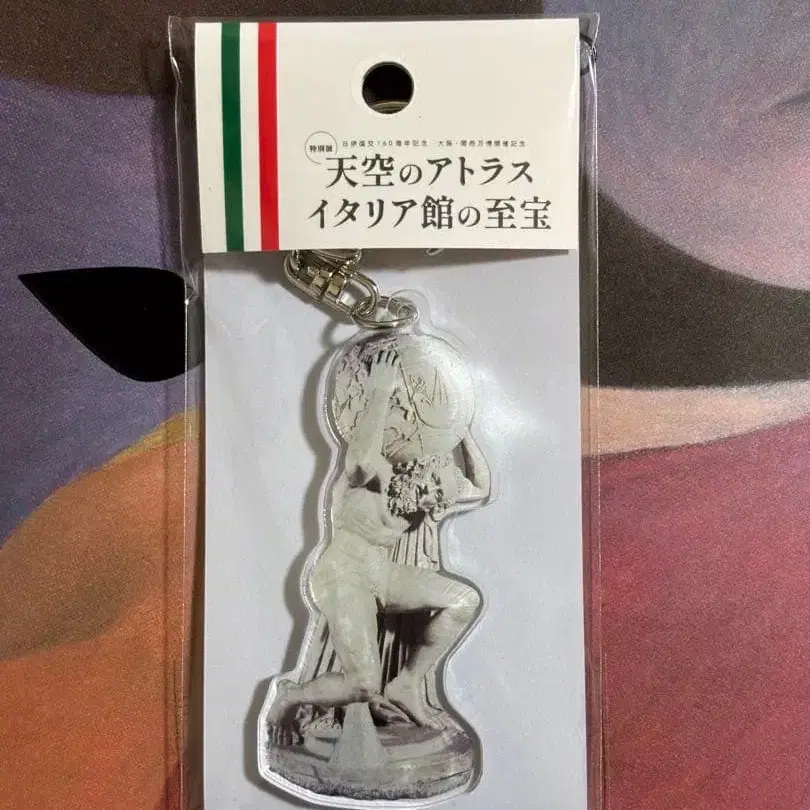 日伊国交160周年記念　大阪・関西万博開催記念
特別展
天空のアトラス
イタリア館の至宝